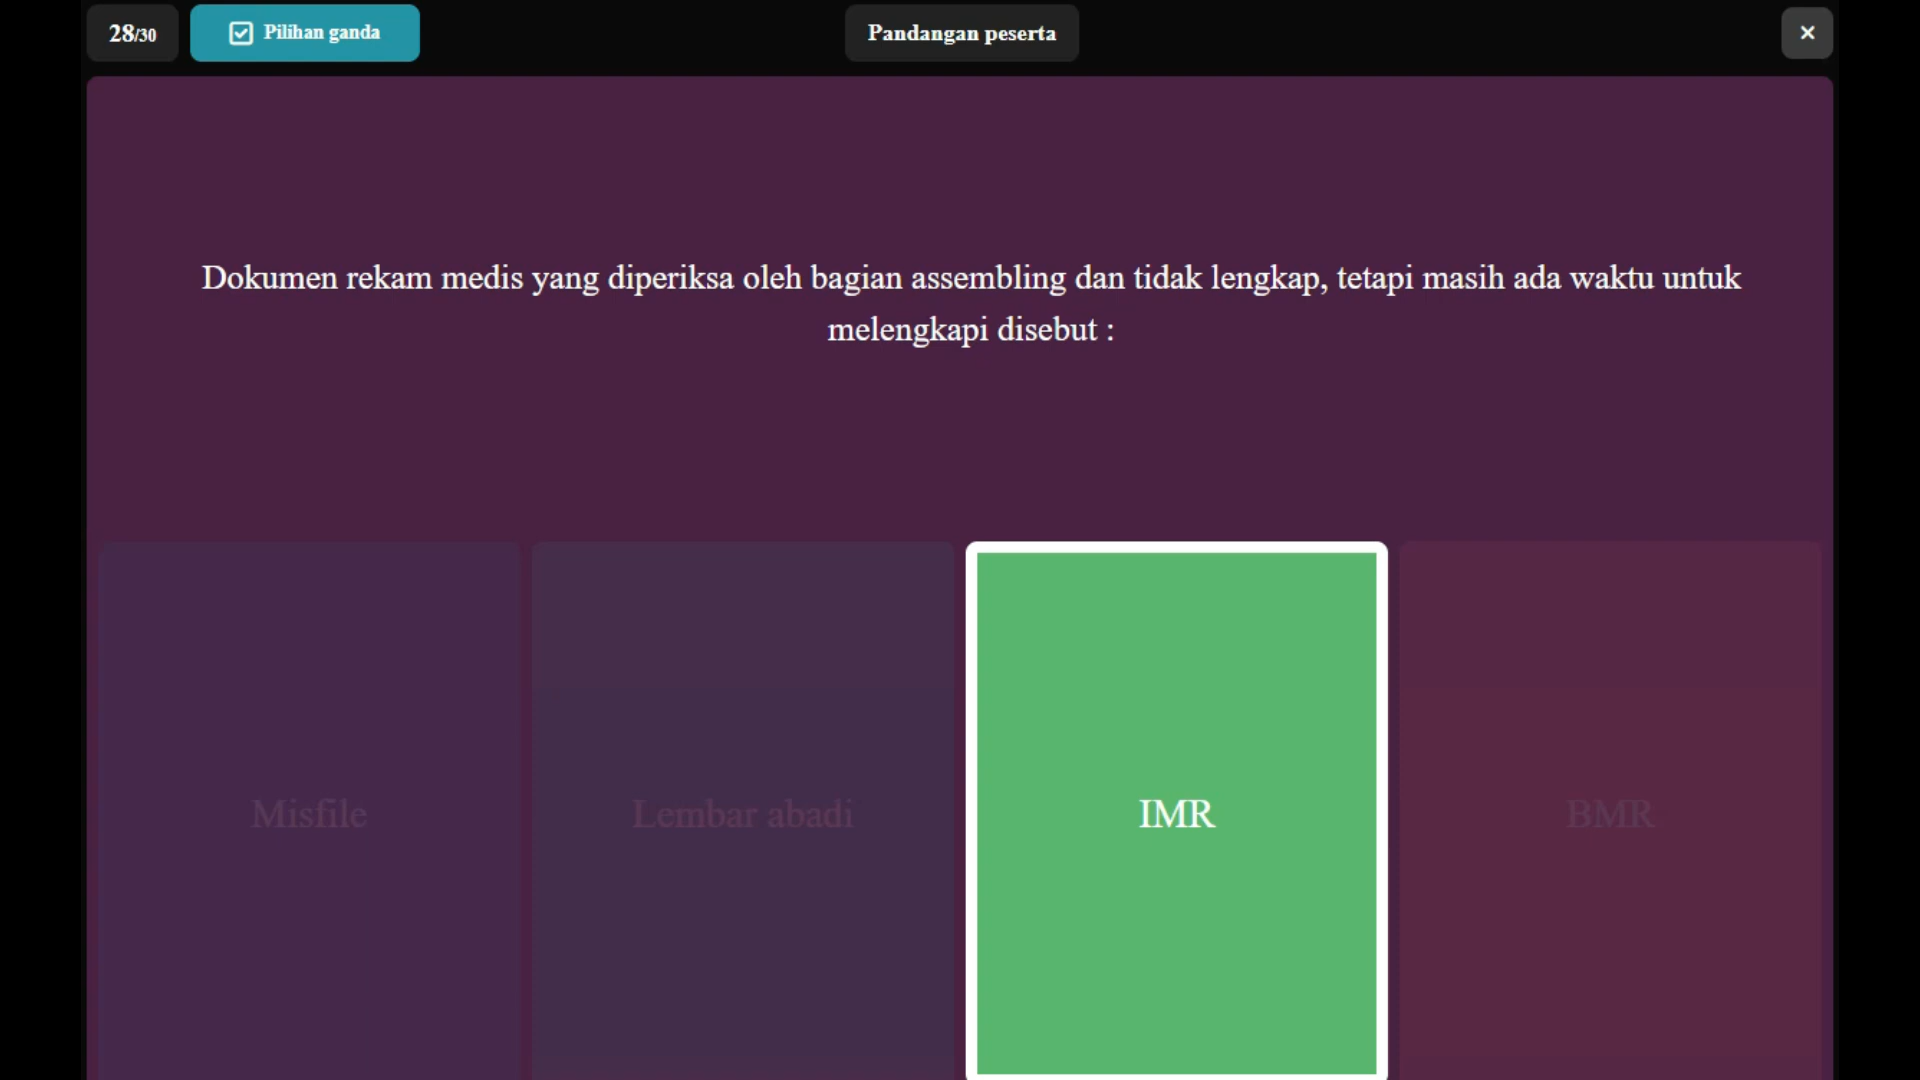 28/30
Pilihan ganda
Pandangan peserta
×
Dokumen rekam medis yang diperiksa oleh bagian assembling dan tidak lengkap, tetapi masih ada waktu untuk
melengkapi disebut :
Misfile
Lembar abadi
IMR
BMR